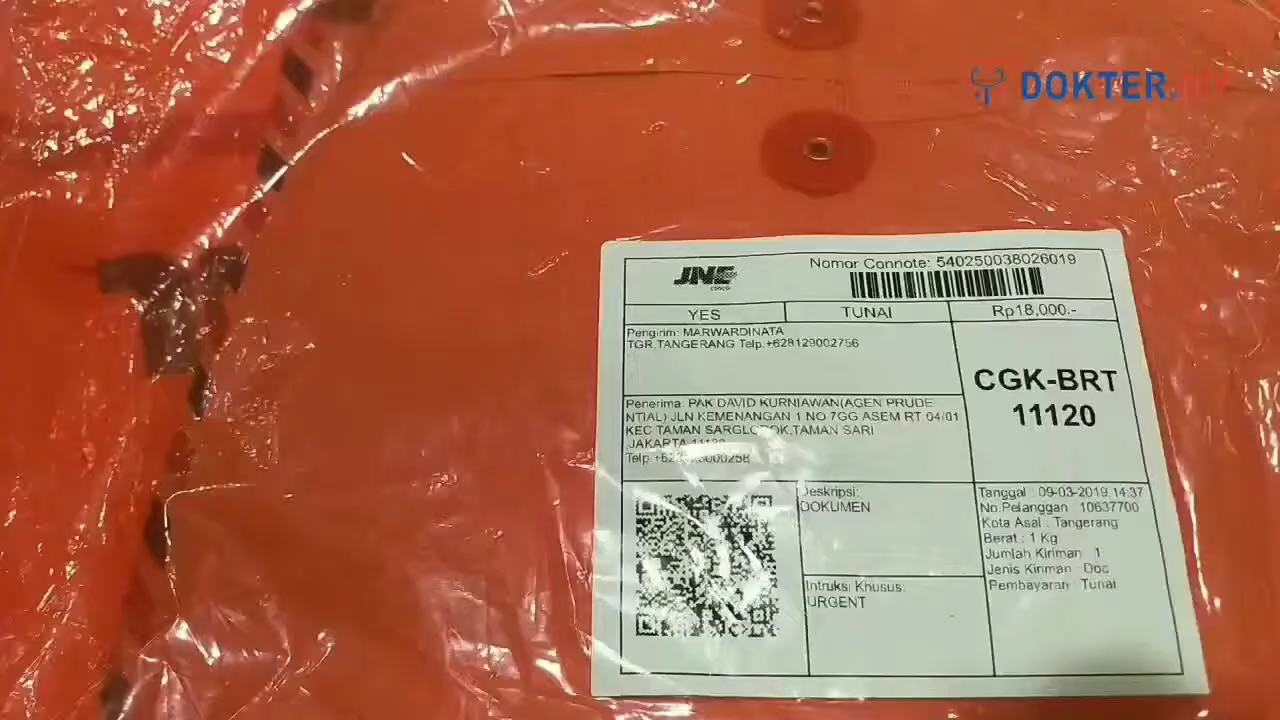 DOKTER
JNE
Nomor Connote: 540250038026019
YES
TUNAI
Rp18,000.-
Pengirim: MARWARDINATA
TGR,TANGERANG Telp.+628129002756
CGK-BRT
11120
Penerima: PAK DAVID KURNIAWAN(AGEN PRUDE
NTIAL) JLN KEMENANGAN 1 NO 7GG ASEM RT 04/01
KEC TAMAN SARGLODOK,TAMAN SARI
,JAKARTA
Deskripsi:
DOKUMEN
Intruksi Khusus:
URGENT
Tanggal : 09-03-2019 14:37
No.Pelanggan : 10637700
Kota Asal : Tangerang
Berat : 1 Kg
Jumlah Kiriman : 1
Jenis Kiriman : Doc
Pembayaran : Tunai